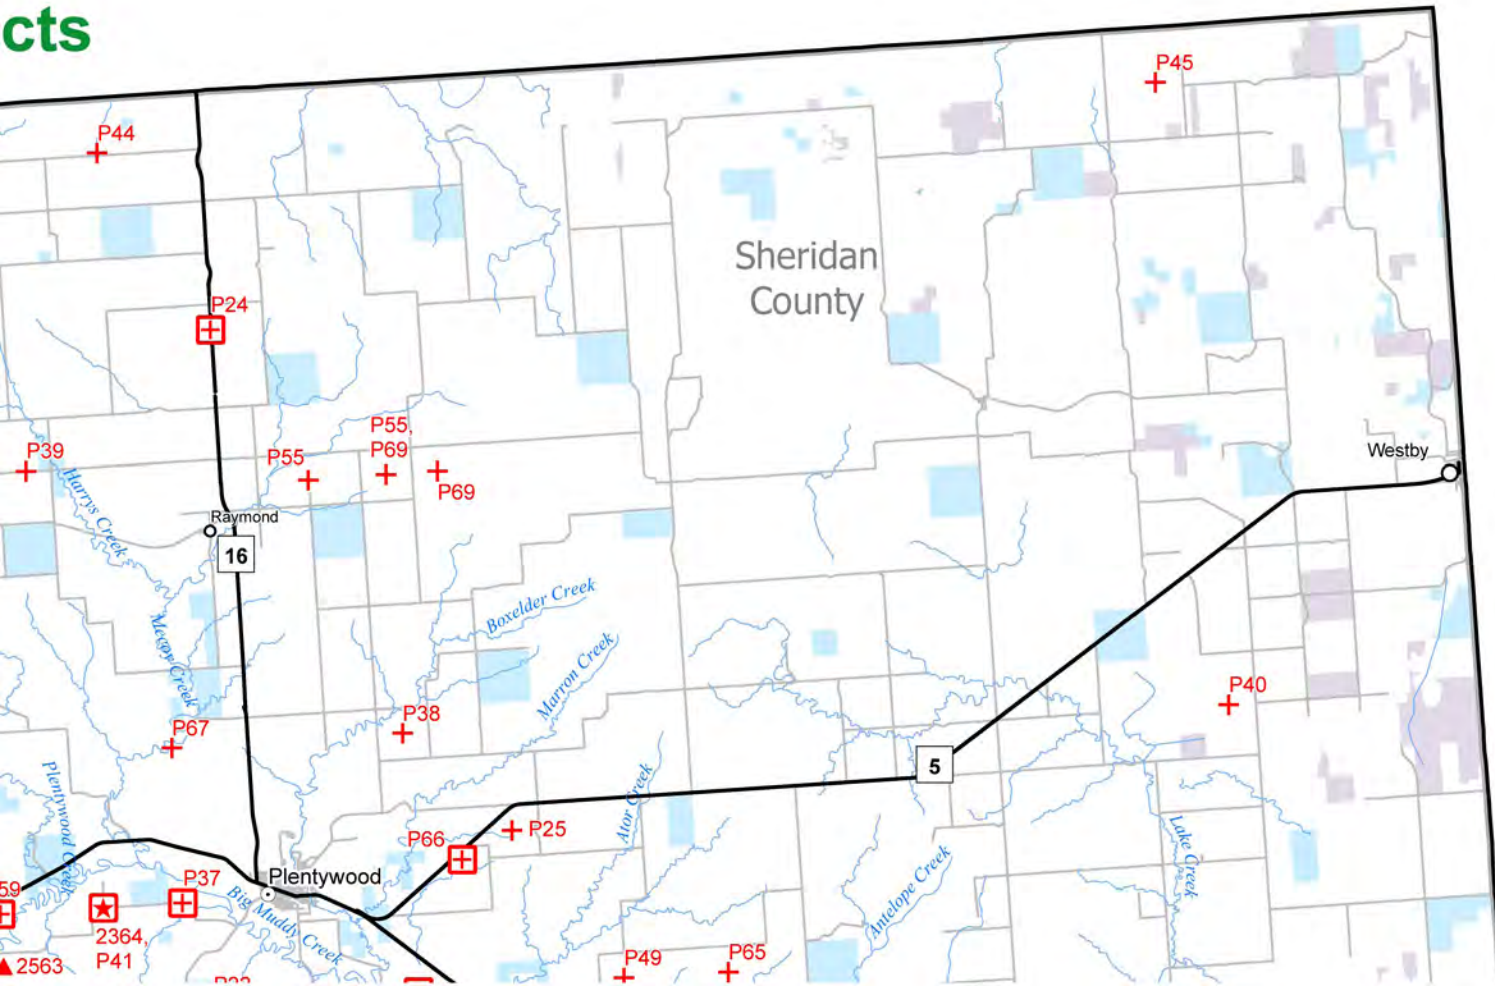 cts
P45
P44
Sheridan
County
P24
P55,
P69
P39
P55
P69
Westby
Harrys Creek
Raymond
16
Boxelder Creek
Mccoy Creek
Marron Creek
P40
P38
P67
5
Plentywood Creek
Ator Creek
P25
P66
Lake Creek
Antelope Creek
Plentywood
P37
59
Big Muddy Creek
2364,
P41
2563
P49
P65